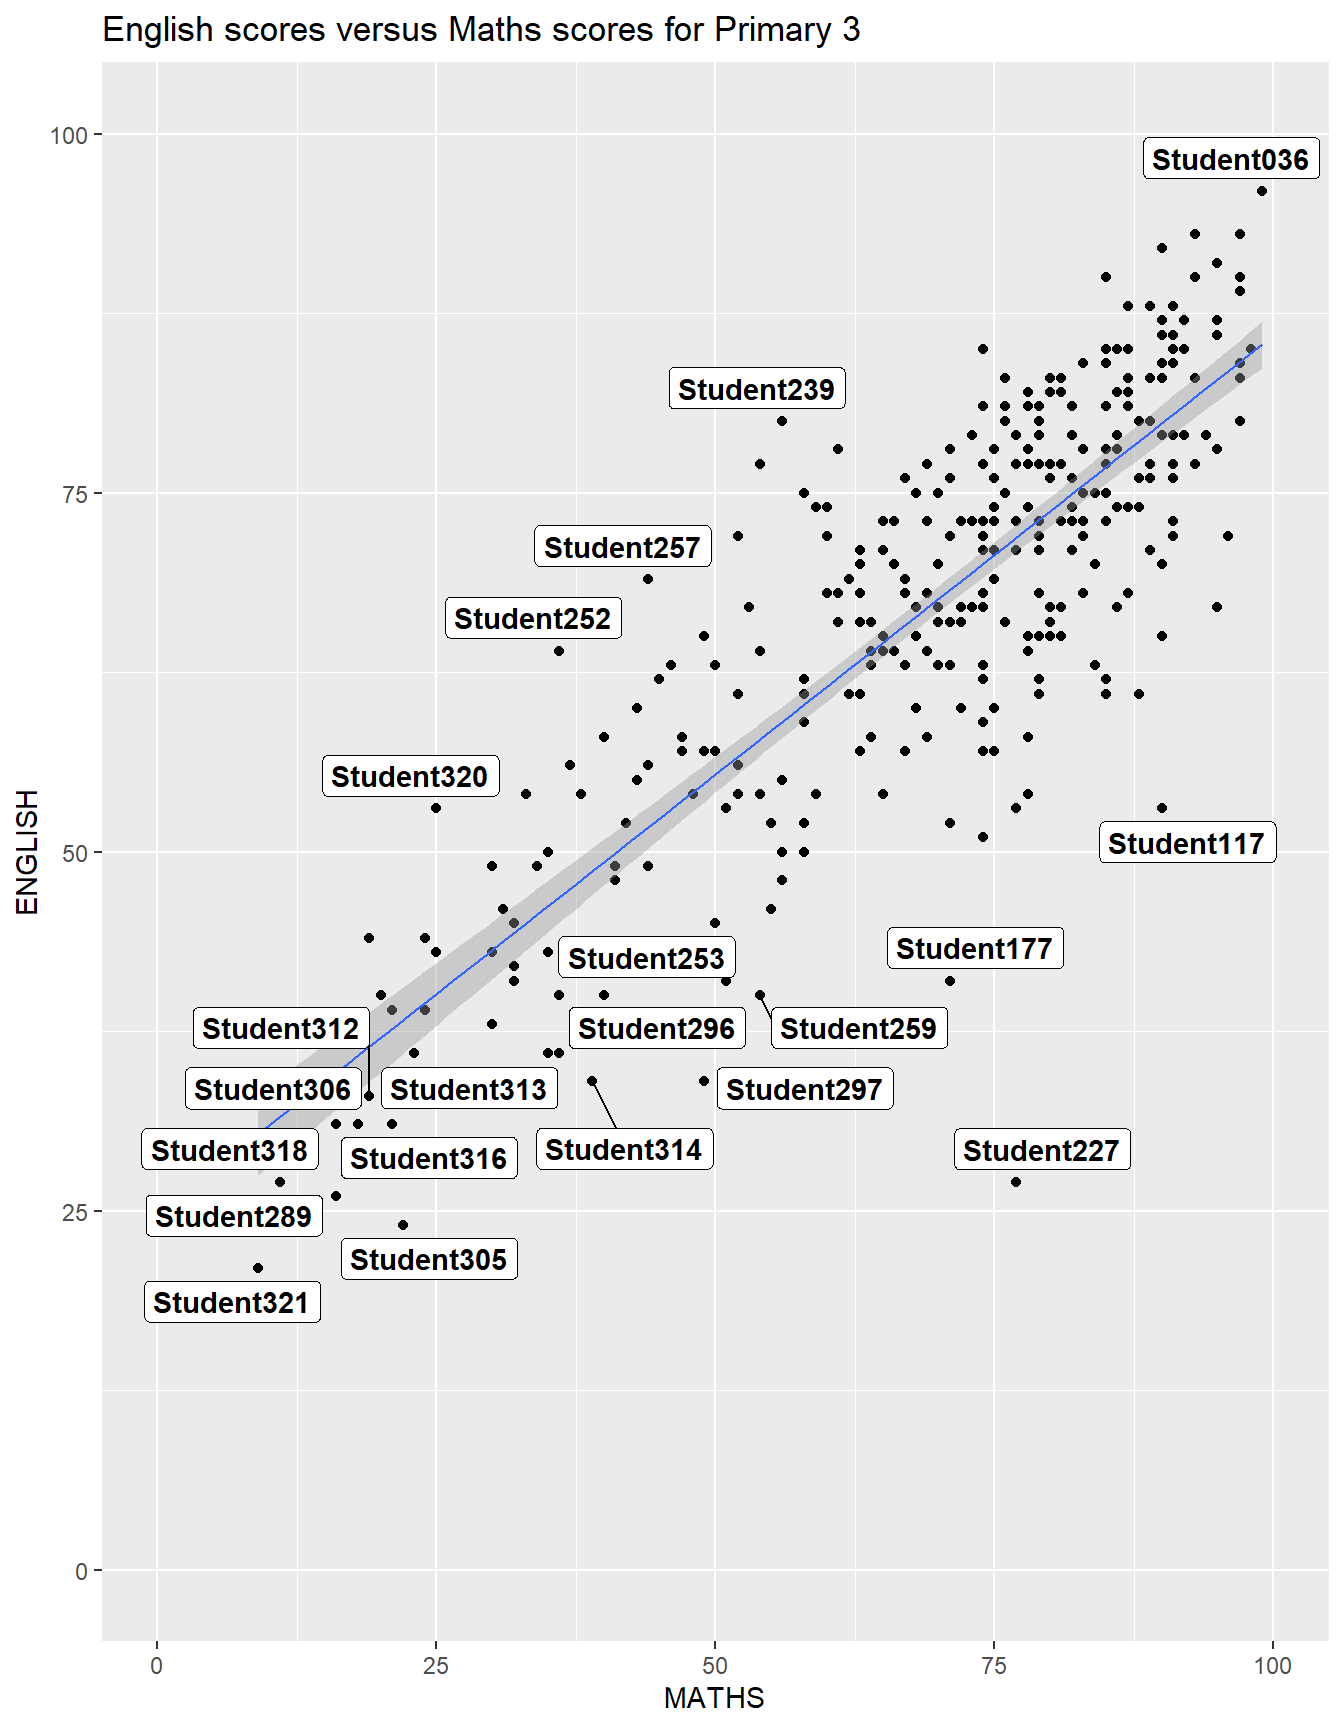 English scores versus Maths scores for Primary 3
100
Student036
Student239
75
Student257
Student252
Student320
ENGLISH
50
Student117
Student253
Student177
Student312
Student296
Student259
Student306
Student313
Student297
Student318
Student316
Student314
Student227
25
Student289
Student305
Student321
0
0
25
50
75
100
MATHS